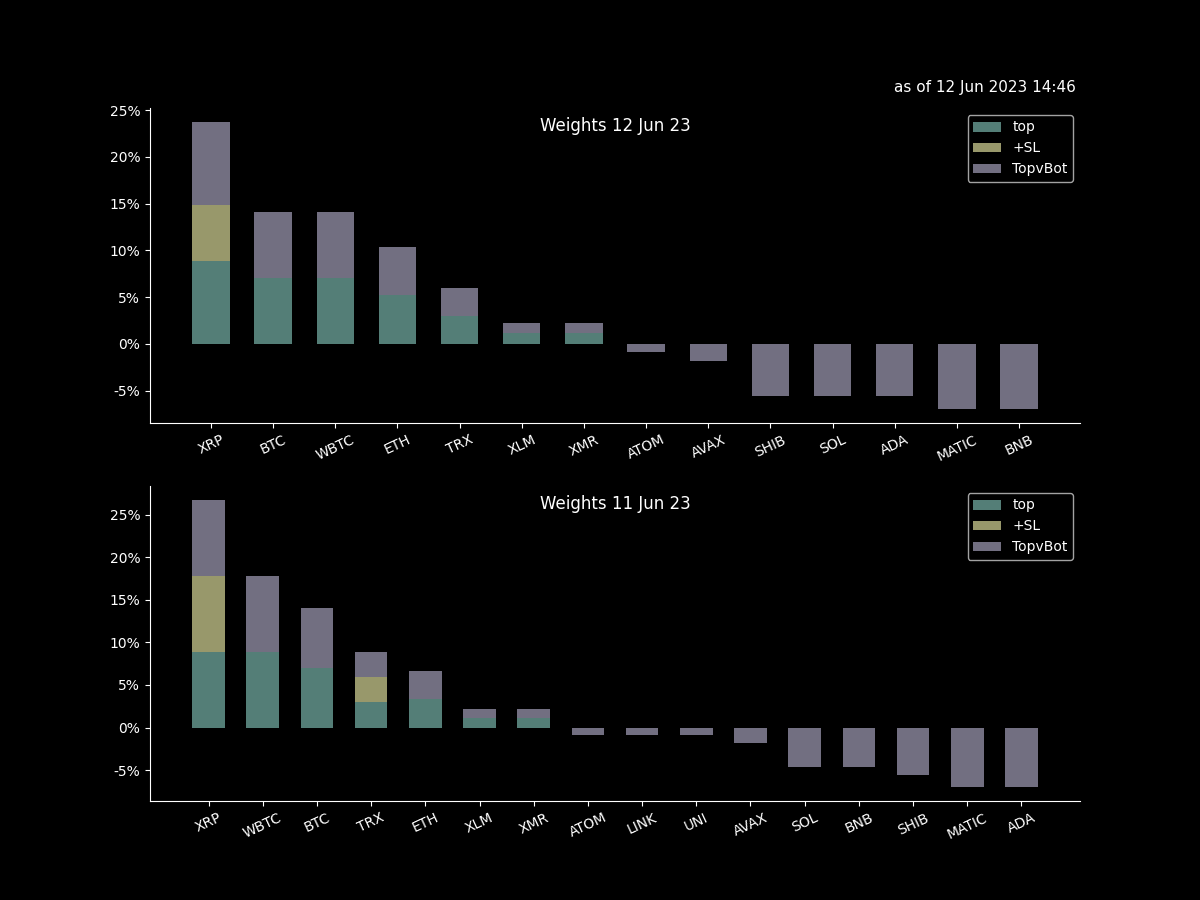 as of 12 Jun 2023 14:46
Weights 12 Jun 23
top
+SL
TopvBot
25%
20%
15%
10%
5%
0%
-5%
XRP BTC WBTC ETH TRX XLM XMR ATOM AVAX SHIB SOL ADA MATIC BNB
Weights 11 Jun 23
top
+SL
TopvBot
25%
20%
15%
10%
5%
0%
-5%
XRP WBTC BTC TRX ETH XLM XMR ATOM LINK UNI AVAX SOL BNB SHIB MATIC ADA